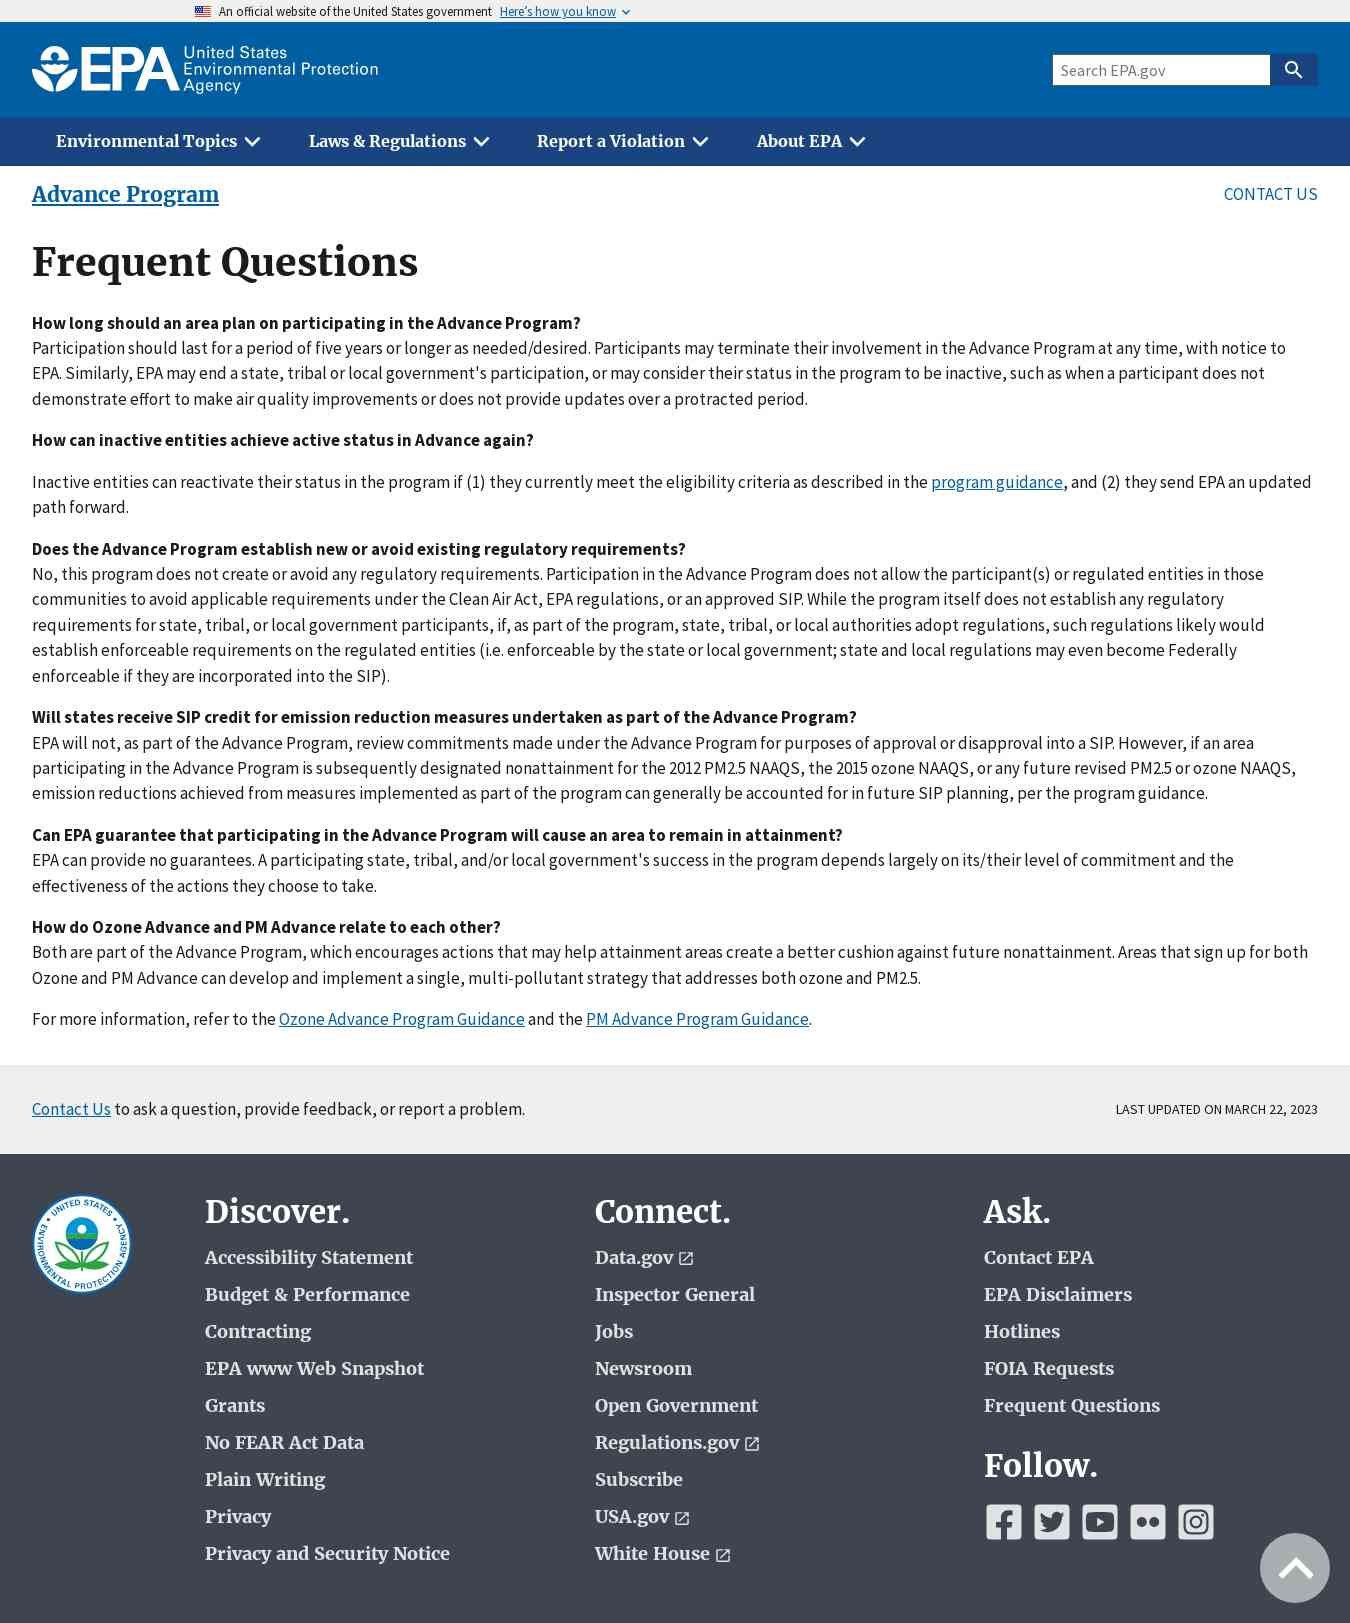 An official website of the United States government Here's how you know
EPA United States
Environmental Protection
Agency
Search EPA.gov
Environmental Topics Laws & Regulations Report a Violation About EPA
Advance Program CONTACT US
Frequent Questions
How long should an area plan on participating in the Advance Program?
Participation should last for a period of five years or longer as needed/desired. Participants may terminate their involvement in the Advance Program at any time, with notice to
EPA. Similarly, EPA may end a state, tribal or local government's participation, or may consider their status in the program to be inactive, such as when a participant does not
demonstrate effort to make air quality improvements or does not provide updates over a protracted period.
How can inactive entities achieve active status in Advance again?
Inactive entities can reactivate their status in the program if (1) they currently meet the eligibility criteria as described in the program guidance, and (2) they send EPA an updated
path forward.
Does the Advance Program establish new or avoid existing regulatory requirements?
No, this program does not create or avoid any regulatory requirements. Participation in the Advance Program does not allow the participant(s) or regulated entities in those
communities to avoid applicable requirements under the Clean Air Act, EPA regulations, or an approved SIP. While the program itself does not establish any regulatory
requirements for state, tribal, or local government participants, if, as part of the program, state, tribal, or local authorities adopt regulations, such regulations likely would
establish enforceable requirements on the regulated entities (i.e. enforceable by the state or local government; state and local regulations may even become Federally
enforceable if they are incorporated into the SIP).
Will states receive SIP credit for emission reduction measures undertaken as part of the Advance Program?
EPA will not, as part of the Advance Program, review commitments made under the Advance Program for purposes of approval or disapproval into a SIP. However, if an area
participating in the Advance Program is subsequently designated nonattainment for the 2012 PM2.5 NAAQS, the 2015 ozone NAAQS, or any future revised PM2.5 or ozone NAAQS,
emission reductions achieved from measures implemented as part of the program can generally be accounted for in future SIP planning, per the program guidance.
Can EPA guarantee that participating in the Advance Program will cause an area to remain in attainment?
EPA can provide no guarantees. A participating state, tribal, and/or local government's success in the program depends largely on its/their level of commitment and the
effectiveness of the actions they choose to take.
How do Ozone Advance and PM Advance relate to each other?
Both are part of the Advance Program, which encourages actions that may help attainment areas create a better cushion against future nonattainment. Areas that sign up for both
Ozone and PM Advance can develop and implement a single, multi-pollutant strategy that addresses both ozone and PM2.5.
For more information, refer to the Ozone Advance Program Guidance and the PM Advance Program Guidance.
Contact Us to ask a question, provide feedback, or report a problem. LAST UPDATED ON MARCH 22, 2023
UNITED STATES
ENVIRONMENTAL PROTECTION AGENCY
Discover.
Accessibility Statement
Budget & Performance
Contracting
EPA www Web Snapshot
Grants
No FEAR Act Data
Plain Writing
Privacy
Privacy and Security Notice
Connect.
Data.gov
Inspector General
Jobs
Newsroom
Open Government
Regulations.gov
Subscribe
USA.gov
White House
Ask.
Contact EPA
EPA Disclaimers
Hotlines
FOIA Requests
Frequent Questions
Follow.